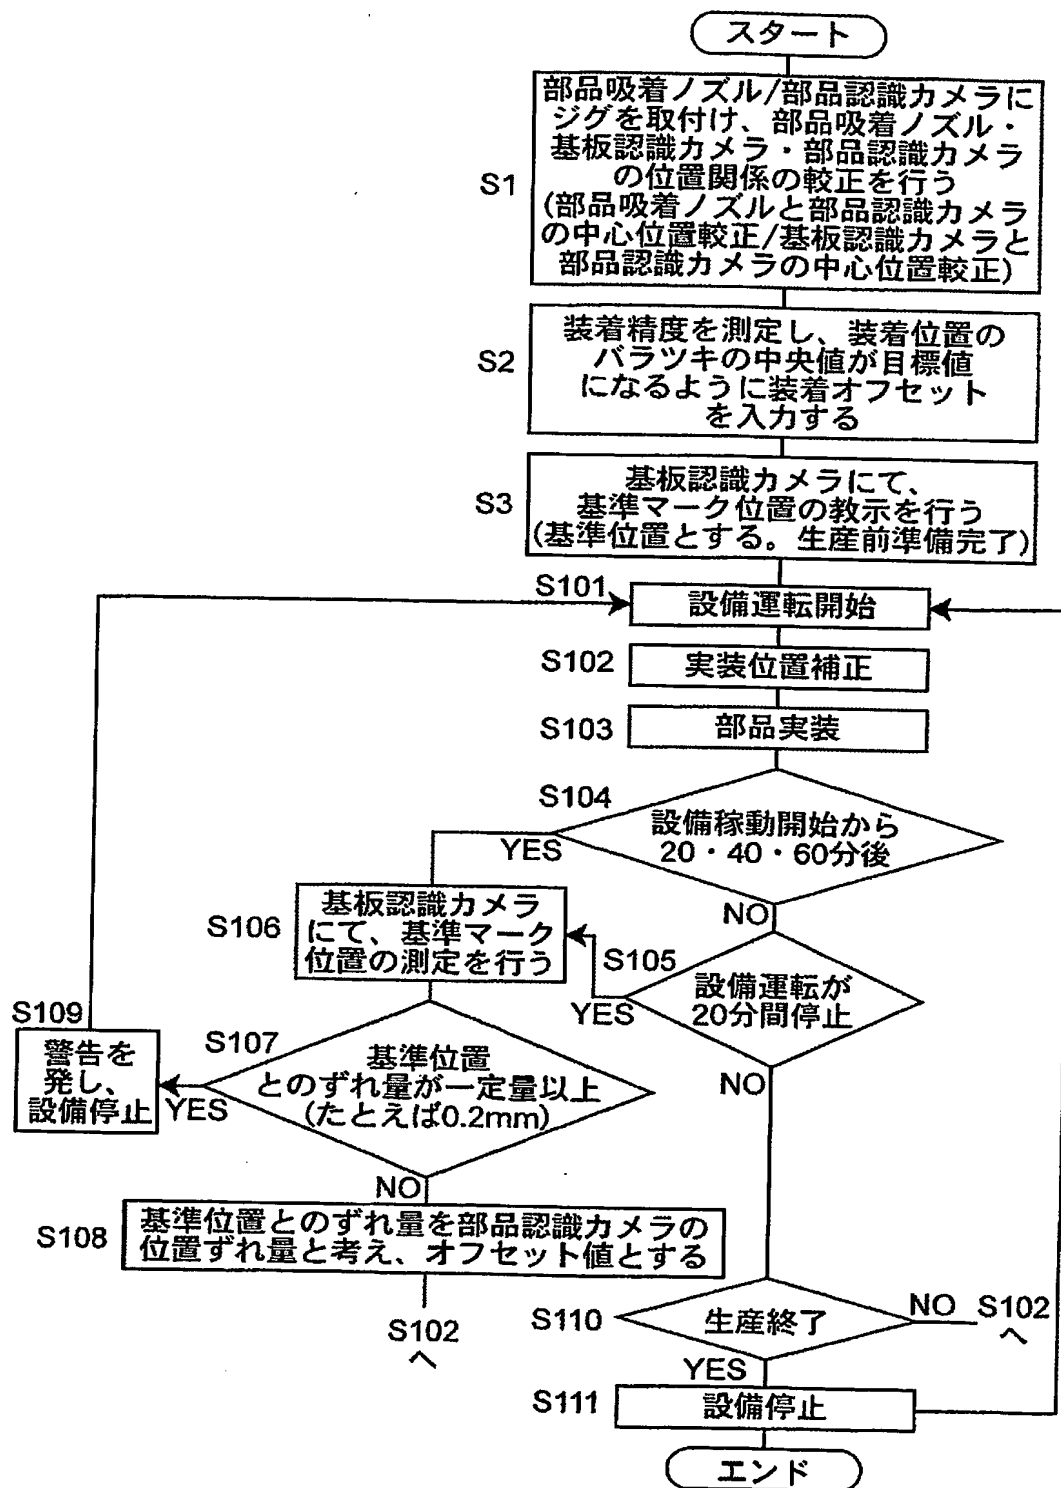 スタート
S1
部品吸着ノズル/部品認識カメラに
ジグを取付け、部品吸着ノズル・
基板認識カメラ・部品認識カメラ
の位置関係の較正を行う
(部品吸着ノズルと部品認識カメラ
の中心位置較正/基板認識カメラと
部品認識カメラの中心位置較正)
S2
装着精度を測定し、装着位置の
バラツキの中央値が目標値
になるように装着オフセット
を入力する
S3
基板認識カメラにて、
基準マーク位置の教示を行う
(基準位置とする。生産前準備完了)
S101
設備運転開始
S102
実装位置補正
S103
部品実装
S104
設備稼動開始から
20・40・60分後
YES
NO
S106
基板認識カメラ
にて、基準マーク
位置の測定を行う
S105
設備運転が
20分間停止
YES
NO
S109
警告を
発し、
設備停止
S107
基準位置
とのずれ量が一定量以上
(たとえば0.2mm)
YES
NO
S108
基準位置とのずれ量を部品認識カメラの
位置ずれ量と考え、オフセット値とする
S102
へ
S110
生産終了
NO
S102
へ
YES
S111
設備停止
エンド